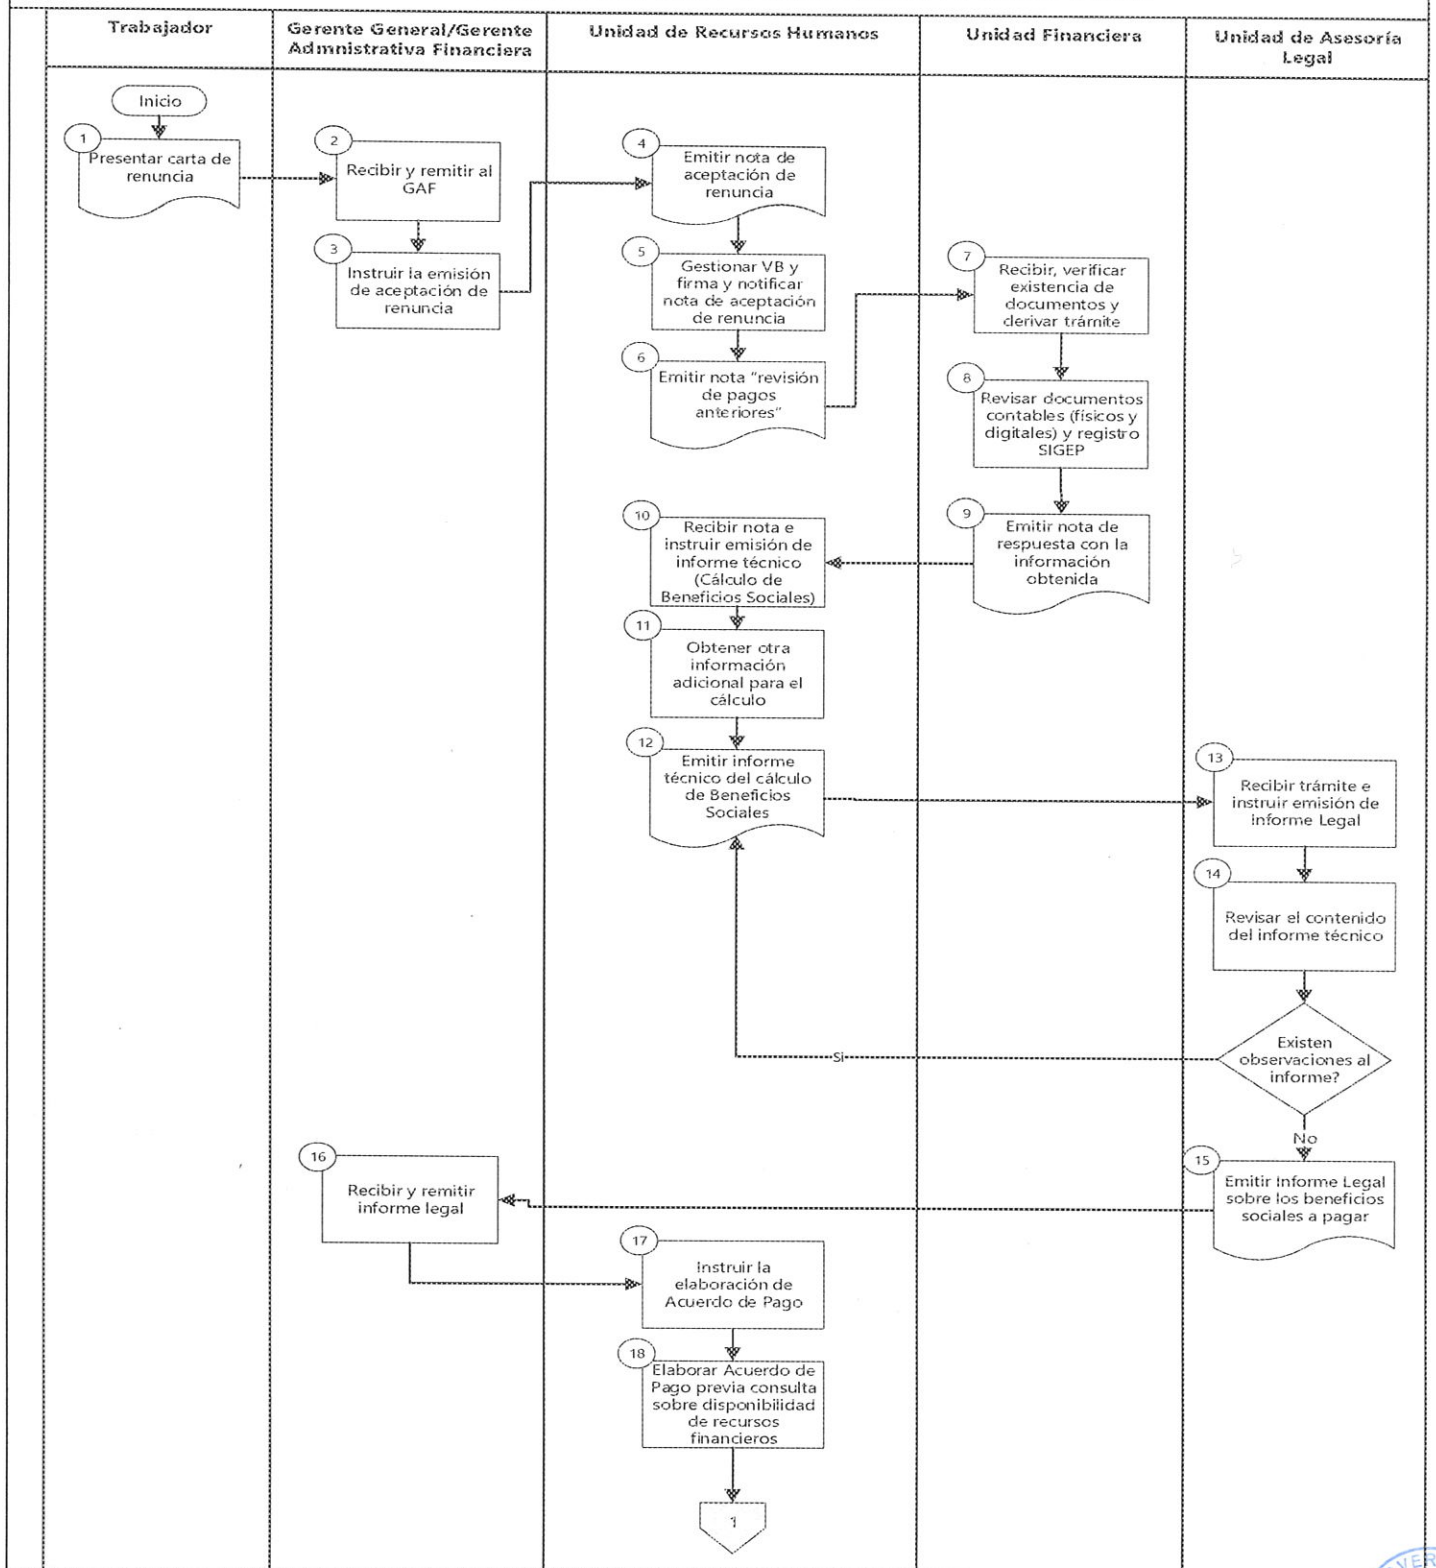 Trabajador
Gerente General/Gerente
Admnistrativa Financiera
Unidad de Recursos Humanos
Unidad Financiera
Unidad de Asesoría
Legal
Inicio
1
Presentar carta de
renuncia
2
Recibir y remitir al
GAF
3
Instruir la emisión
de aceptación de
renuncia
4
Emitir nota de
aceptación de
renuncia
5
Gestionar VB y
firma y notificar
nota de aceptación
de renuncia
6
Emitir nota "revisión
de pagos
anteriores"
7
Recibir, verificar
existencia de
documentos y
derivar trámite
8
Revisar documentos
contables (físicos y
digitales) y registro
SIGEP
9
Emitir nota de
respuesta con la
información
obtenida
10
Recibir nota e
instruir emisión de
informe técnico
(Cálculo de
Beneficios Sociales)
11
Obtener otra
información
adicional para el
cálculo
12
Emitir informe
técnico del cálculo
de Beneficios
Sociales
13
Recibir trámite e
instruir emisión de
Informe Legal
14
Revisar el contenido
del informe técnico
Existen
observaciones al
informe?
Si
No
15
Emitir Informe Legal
sobre los beneficios
sociales a pagar
16
Recibir y remitir
informe legal
17
Instruir la
elaboración de
Acuerdo de Pago
18
Elaborar Acuerdo de
Pago previa consulta
sobre disponibilidad
de recursos
financieros
1